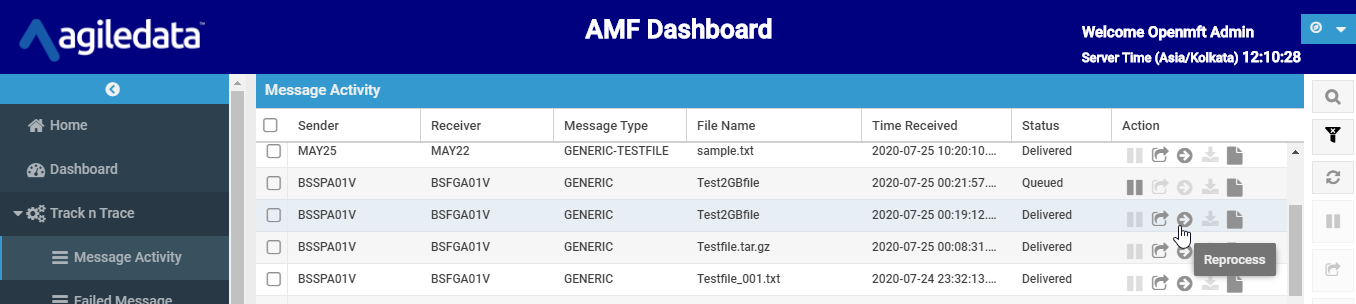 agiledata™
AMF Dashboard
Welcome Openmft Admin
Server Time (Asia/Kolkata) 12:10:28
Home
Dashboard
Track n Trace
Message Activity
Failed Message
Message Activity
Sender Receiver Message Type File Name Time Received Status Action
MAY25 MAY22 GENERIC-TESTFILE sample.txt 2020-07-25 10:20:10.... Delivered
BSSPA01V BSFGA01V GENERIC Test2GBfile 2020-07-25 00:21:57.... Queued
BSSPA01V BSFGA01V GENERIC Test2GBfile 2020-07-25 00:19:12.... Delivered
BSSPA01V BSFGA01V GENERIC Testfile.tar.gz 2020-07-25 00:08:31.... Delivered
Reprocess
BSSPA01V BSFGA01V GENERIC Testfile_001.txt 2020-07-24 23:32:13.... Delivered